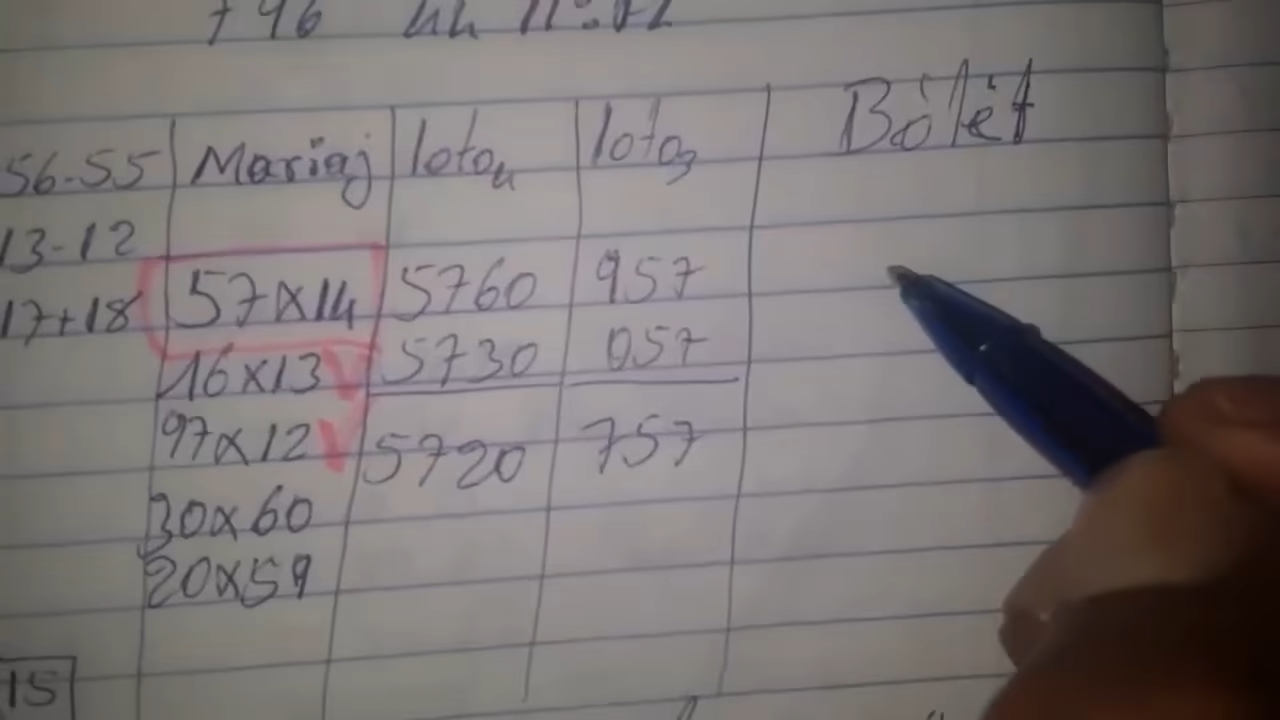 56-55 Mariaj loto4 loto3 Bòlèt
13-12
17+18 57x14 5760 957
16x13 5730 057
97x12 5720 757
30x60
20x59
15